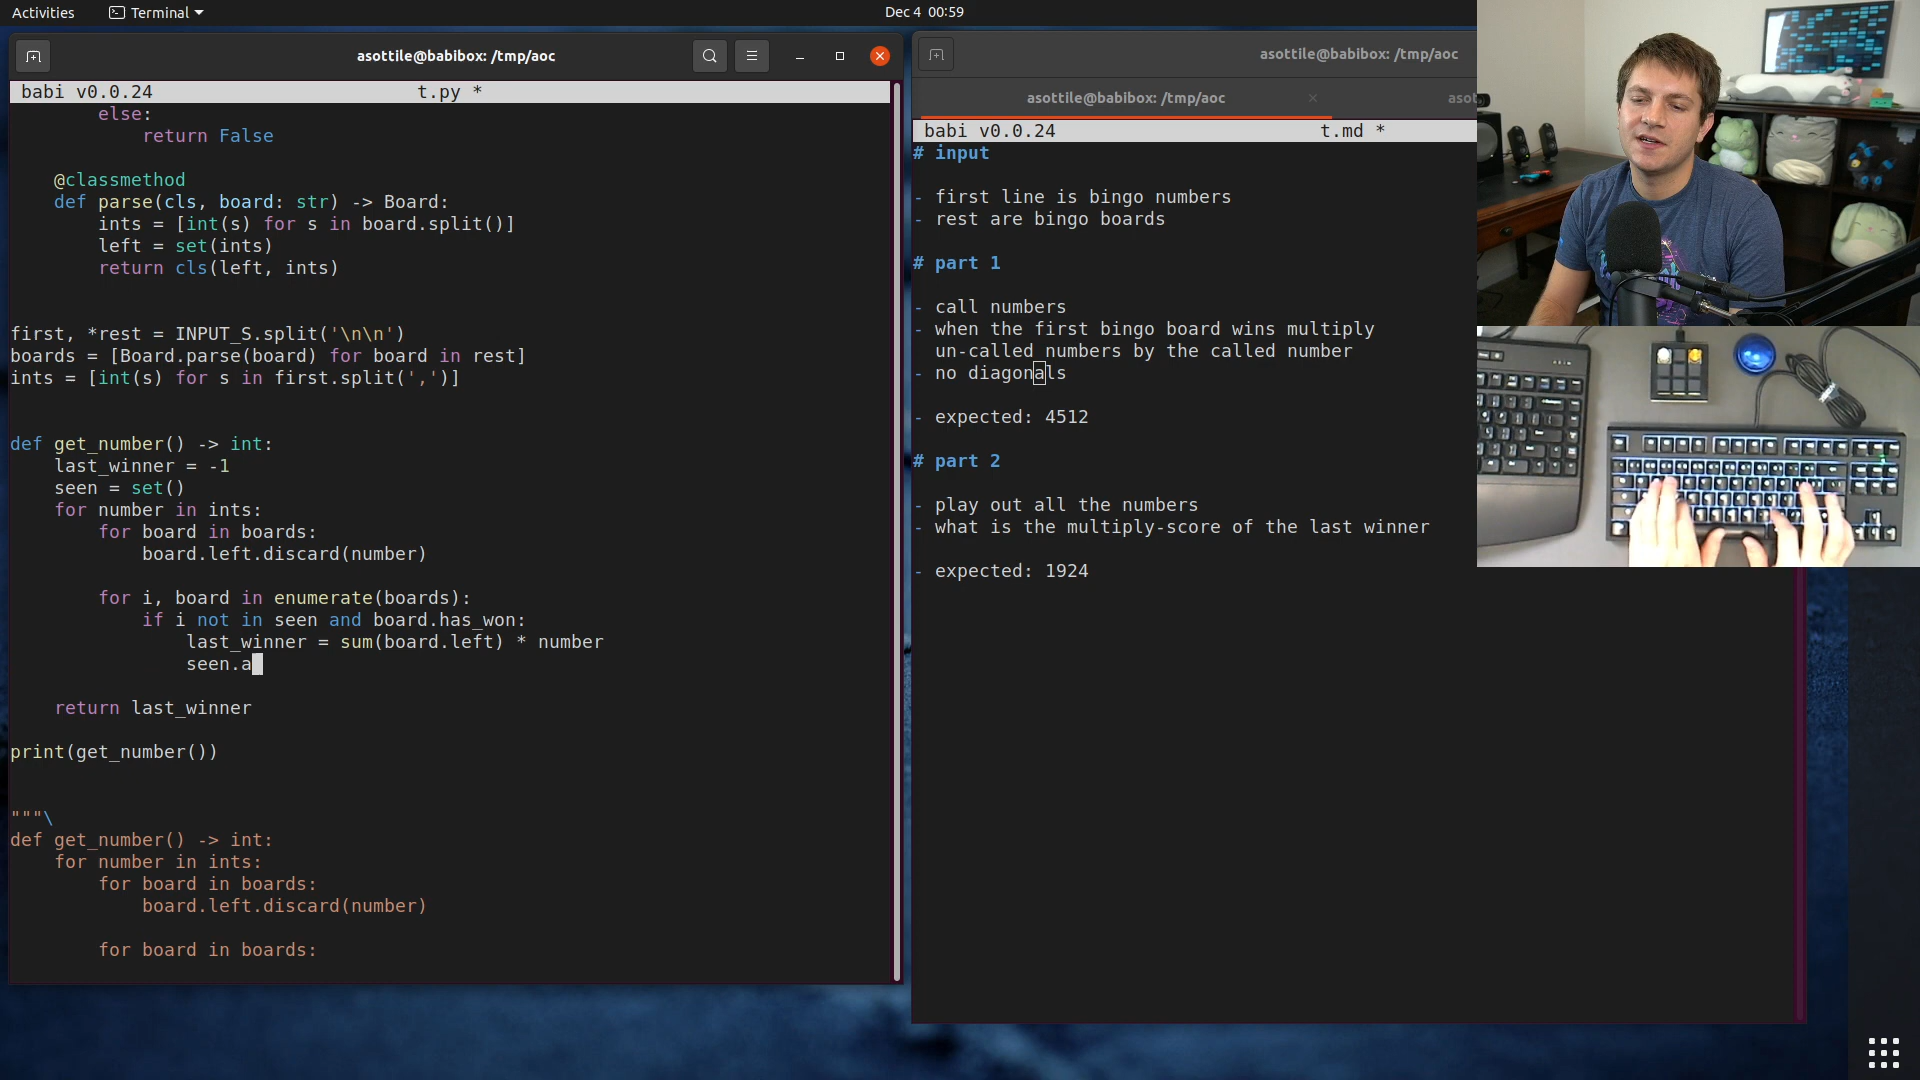 Activities
Terminal
Dec 4 00:59
asottile@babibox: /tmp/aoc
babi v0.0.24 t.py *
else:
return False
@classmethod
def parse(cls, board: str) -> Board:
ints = [int(s) for s in board.split()]
left = set(ints)
return cls(left, ints)
first, *rest = INPUT_S.split('\n\n')
boards = [Board.parse(board) for board in rest]
ints = [int(s) for s in first.split(',')]
def get_number() -> int:
last_winner = -1
seen = set()
for number in ints:
for board in boards:
board.left.discard(number)
for i, board in enumerate(boards):
if i not in seen and board.has_won:
last_winner = sum(board.left) * number
seen.a
return last_winner
print(get_number())
"""\
def get_number() -> int:
for number in ints:
for board in boards:
board.left.discard(number)
for board in boards:
asottile@babibox: /tmp/aoc
asottile@babibox: /tmp/aoc
asot
babi v0.0.24 t.md *
# input
- first line is bingo numbers
- rest are bingo boards
# part 1
- call numbers
- when the first bingo board wins multiply
un-called numbers by the called number
- no diagonals
- expected: 4512
# part 2
- play out all the numbers
- what is the multiply-score of the last winner
- expected: 1924